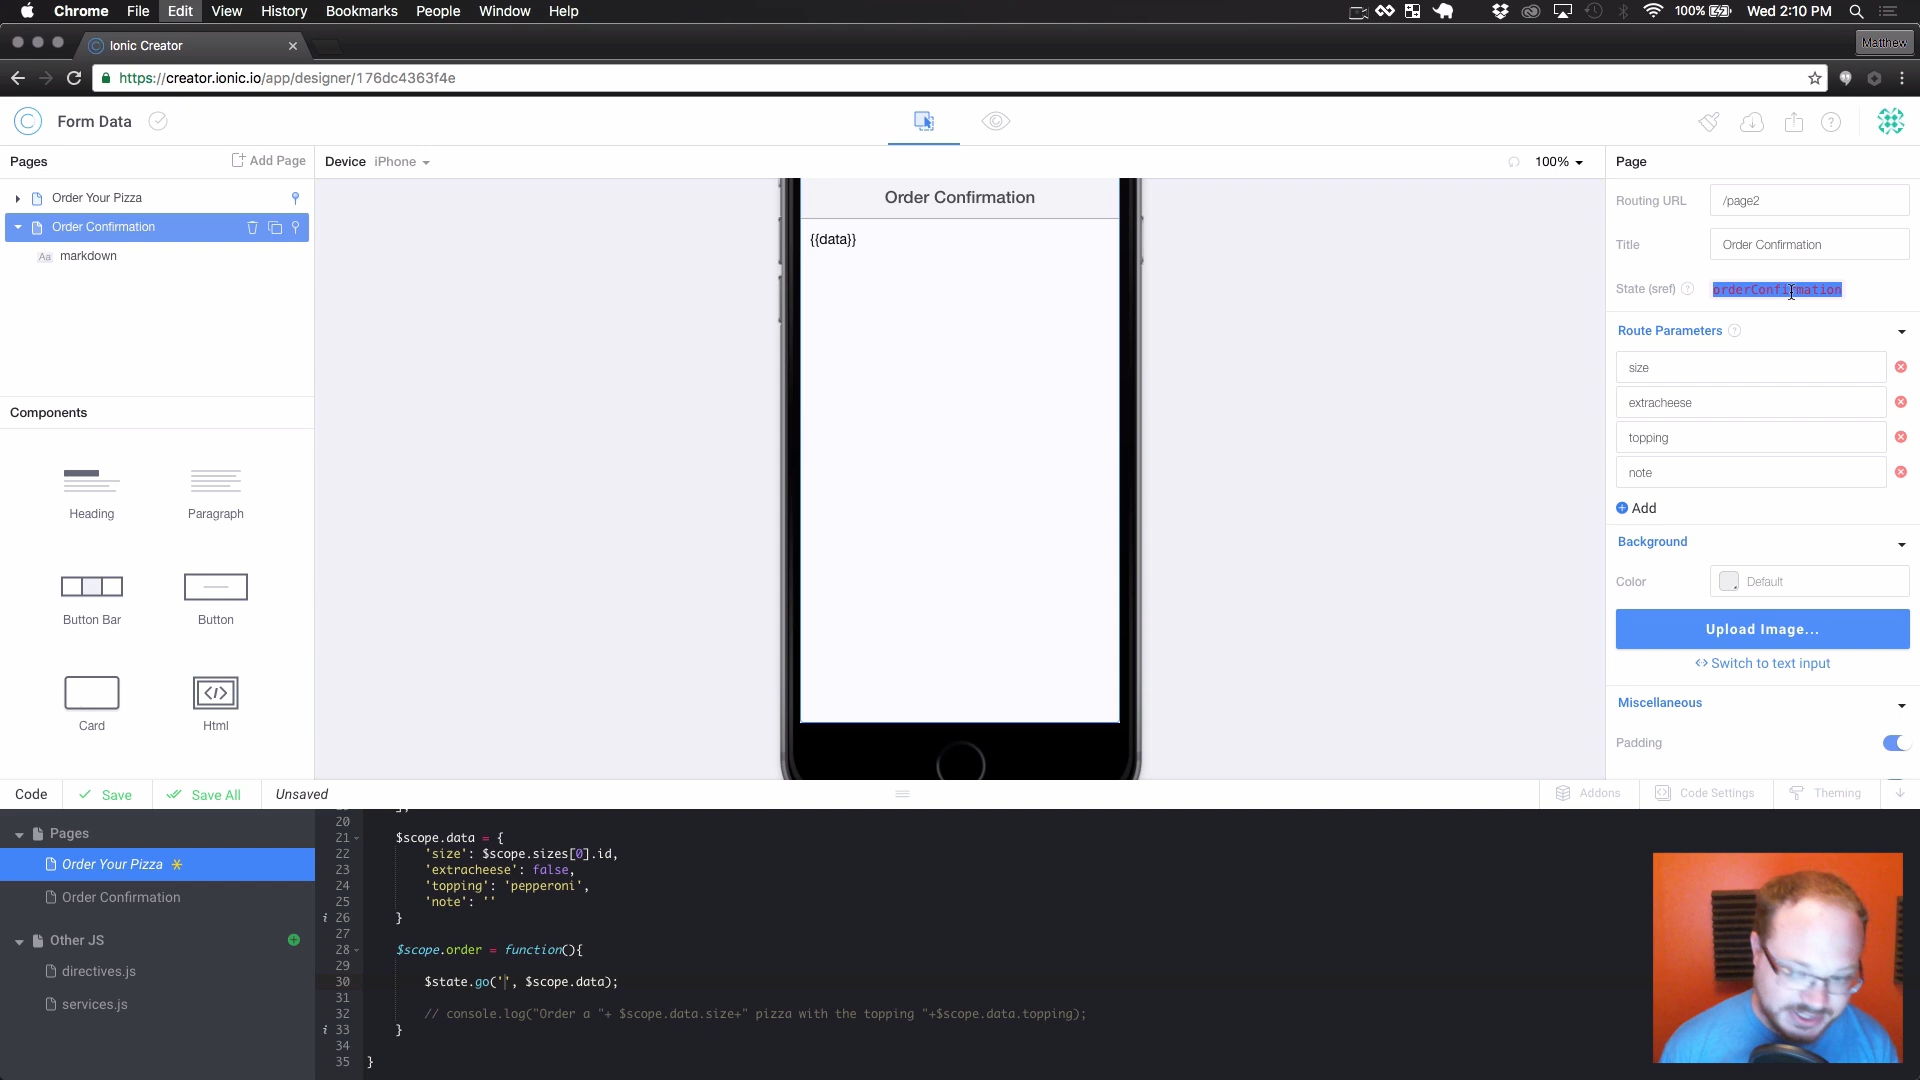 Chrome File Edit View History Bookmarks People Window Help 100% Wed 2:10 PM
Ionic Creator Matthew
https://creator.ionic.io/app/designer/176dc4363f4e
Form Data
Pages Add Page Device iPhone 100% Page
Order Your Pizza
Order Confirmation
Aa markdown
Order Confirmation
{{data}}
Routing URL /page2
Title Order Confirmation
State (sref) orderConfirmation
Route Parameters
size
extracheese
topping
note
Add
Background
Color Default
Upload Image...
Switch to text input
Miscellaneous
Padding
Components
Heading Paragraph
Button Bar Button
Card Html
Code Save Save All Unsaved Addons Code Settings Theming
Pages
Order Your Pizza
Order Confirmation
Other JS
directives.js
services.js
20
21 $scope.data = {
22 'size': $scope.sizes[0].id,
23 'extracheese': false,
24 'topping': 'pepperoni',
25 'note': ''
26 }
27
28 $scope.order = function(){
29
30 $state.go('', $scope.data);
31
32 // console.log("Order a "+ $scope.data.size+" pizza with the topping "+$scope.data.topping);
33 }
34
35 }